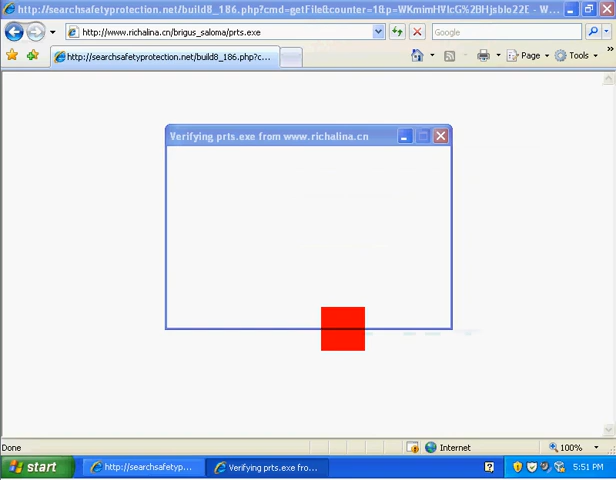 http://searchsafetyprotection.net/build8_186.php?cmd=getFile&counter=1&p=WKmimHVlcG%2BHjsblo22E - W...
http://www.richalina.cn/brigus_saloma/prts.exe
Google
http://searchsafetyprotection.net/build8_186.php?c...
Page
Tools
Verifying prts.exe from www.richalina.cn
Done
Internet
100%
start
http://searchsafetyp...
Verifying prts.exe fro...
5:51 PM